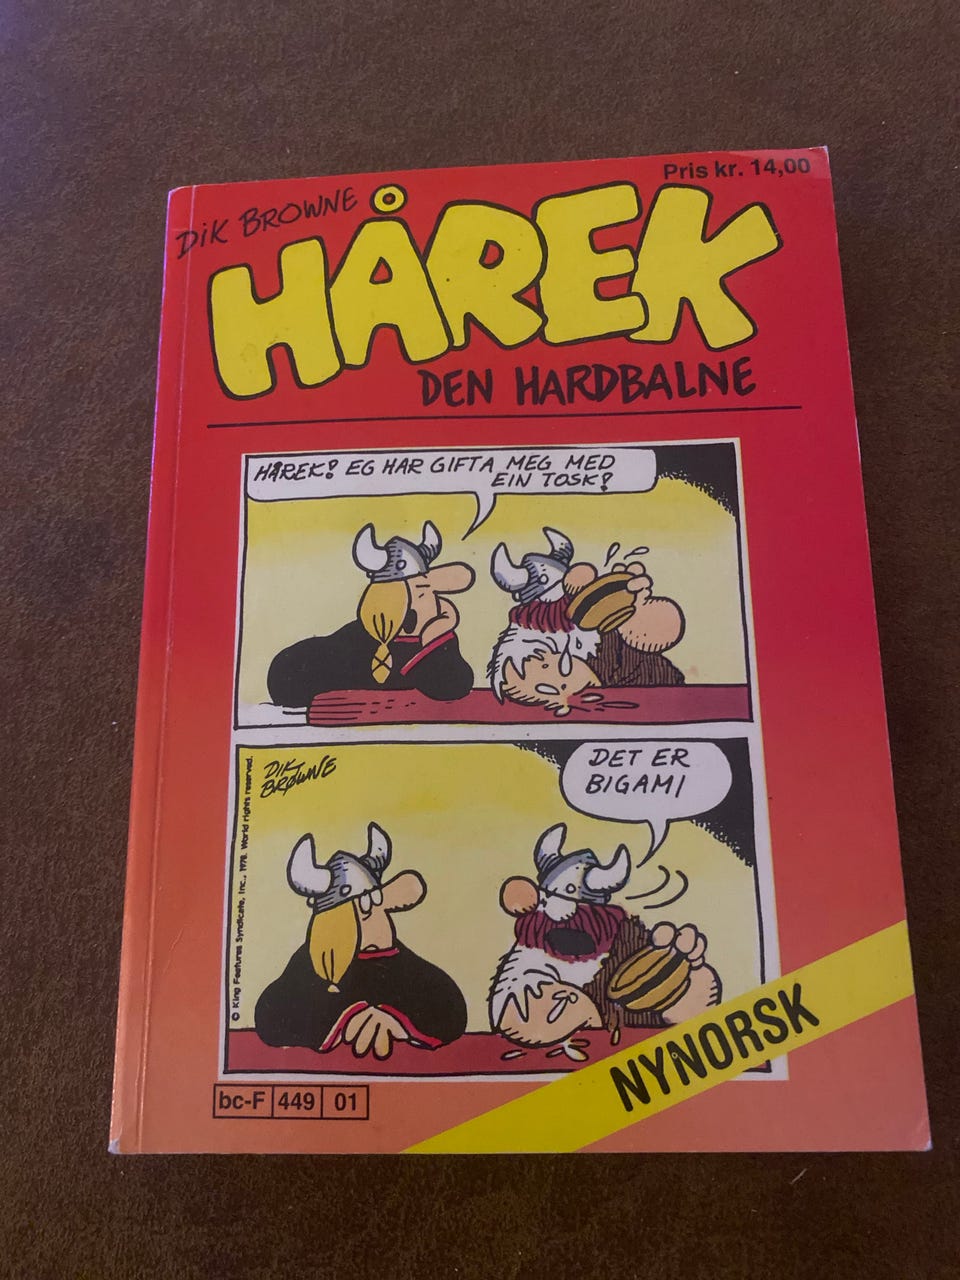 Pris kr. 14,00
DiK BROWNE
HÅREK
DEN HARDBALNE
HÅREK! EG HAR GIFTA MEG MED
EIN TOSK!
DET ER
BIGAMI
DIK
BROWNE
© King Features Syndicate, Inc., 1978. World rights reserved.
NYNORSK
bc-F 449 01